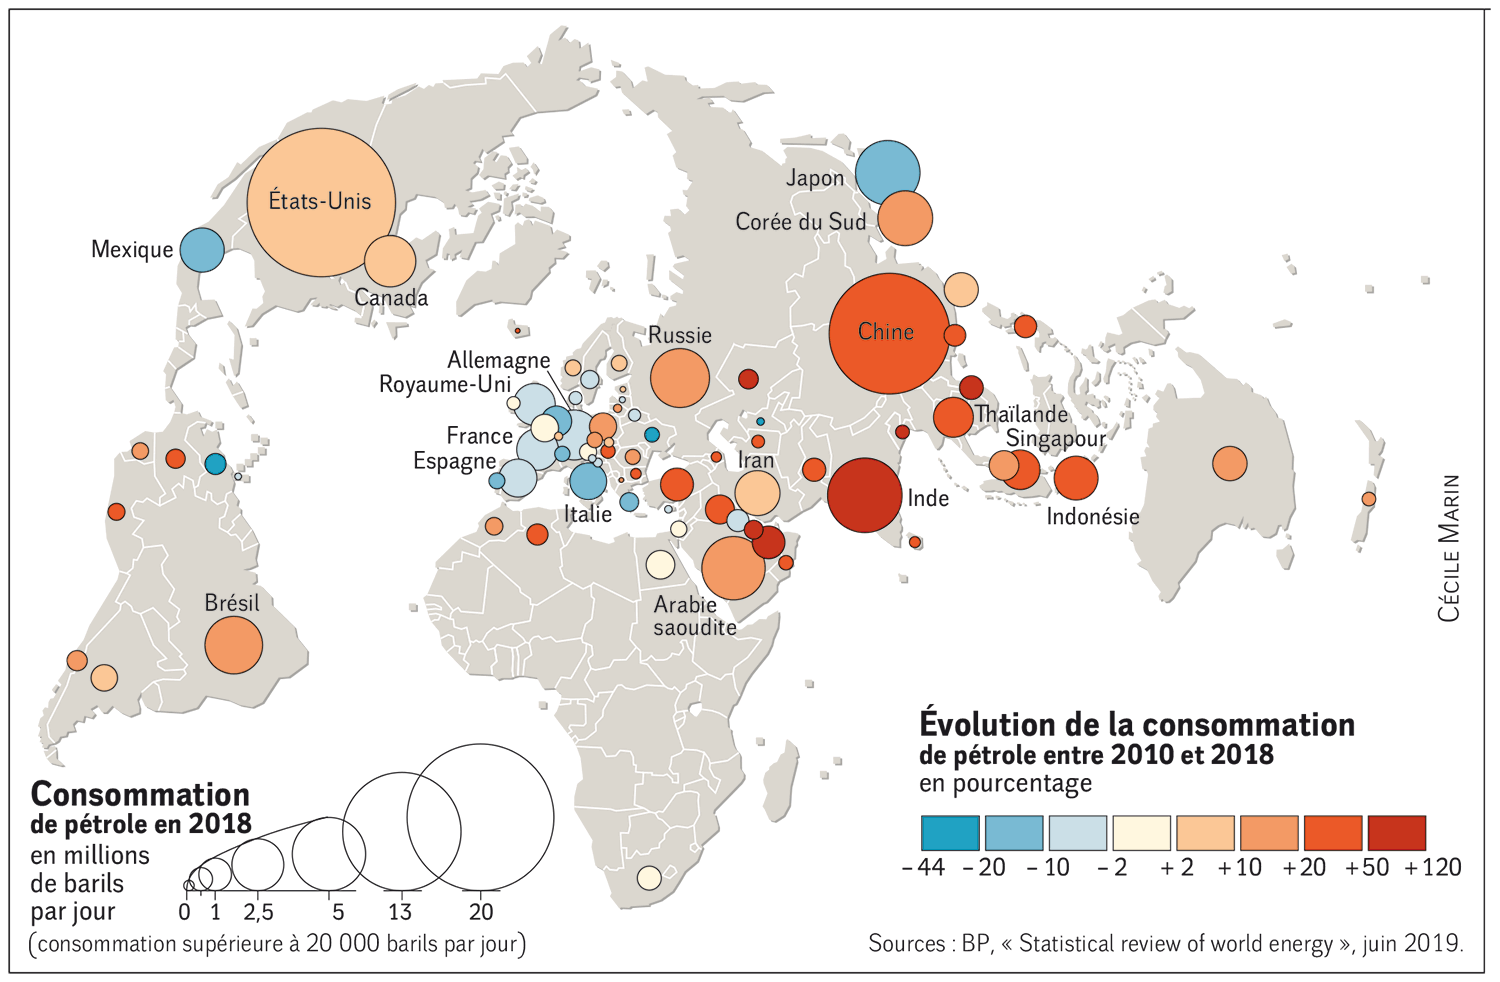 Japon
Corée du Sud
États-Unis
Mexique
Canada
Chine
Russie
Allemagne
Royaume-Uni
France
Espagne
Italie
Iran
Thaïlande
Singapour
Inde
Indonésie
Arabie
saoudite
Brésil
CÉCILE MARIN
Évolution de la consommation
de pétrole entre 2010 et 2018
en pourcentage
– 44 – 20 – 10 – 2 + 2 + 10 + 20 + 50 + 120
Consommation
de pétrole en 2018
en millions
de barils
par jour
0 1 2,5 5 13 20
(consommation supérieure à 20 000 barils par jour)
Sources : BP, « Statistical review of world energy », juin 2019.